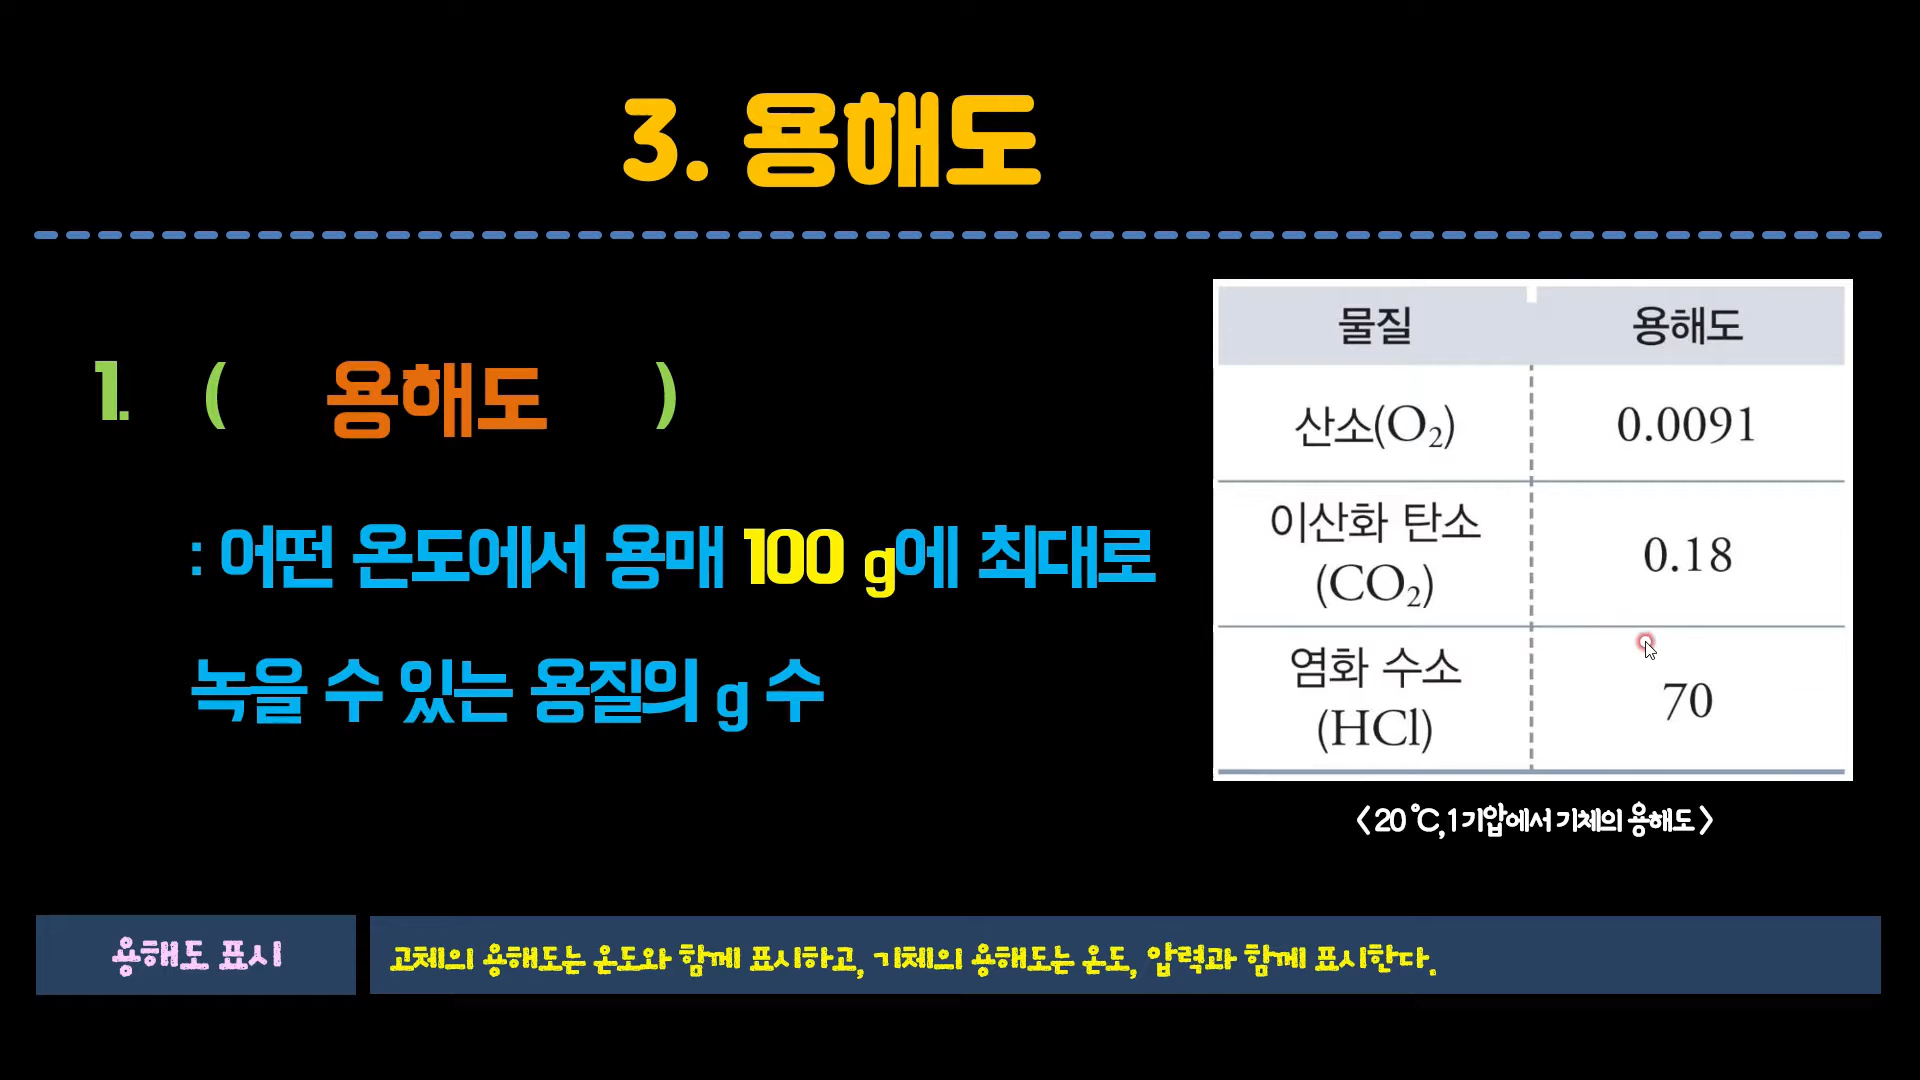 3. 용해도
1. ( 용해도 )
: 어떤 온도에서 용매 100 g에 최대로
녹을 수 있는 용질의 g 수
물질 용해도
산소(O₂) 0.0091
이산화 탄소
(CO₂) 0.18
염화 수소
(HCl) 70
< 20 ℃, 1 기압에서 기체의 용해도 >
용해도 표시
고체의 용해도는 온도와 함께 표시하고, 기체의 용해도는 온도, 압력과 함께 표시한다.